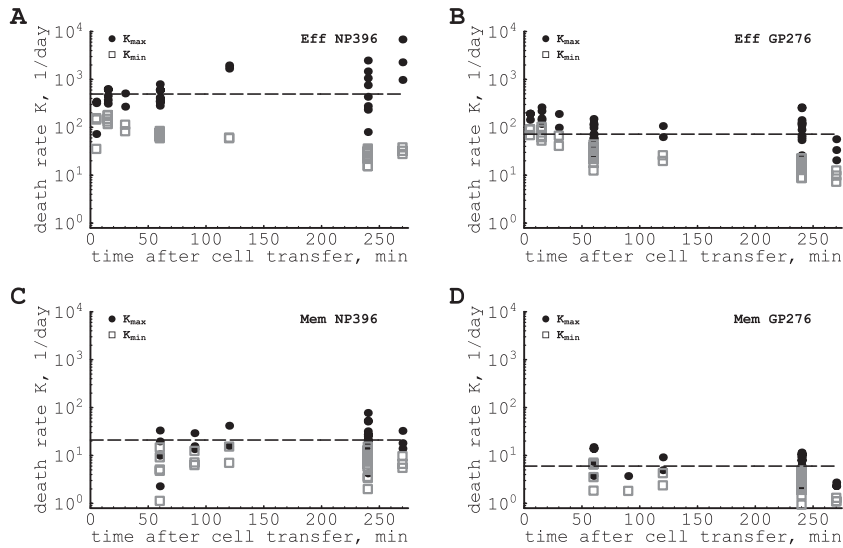 A
Eff NP396
K_max
K_min
death rate K, 1/day
10^4
10^3
10^2
10^1
10^0
0 50 100 150 200 250
time after cell transfer, min
B
Eff GP276
K_max
K_min
death rate K, 1/day
10^4
10^3
10^2
10^1
10^0
0 50 100 150 200 250
time after cell transfer, min
C
Mem NP396
K_max
K_min
death rate K, 1/day
10^4
10^3
10^2
10^1
10^0
0 50 100 150 200 250
time after cell transfer, min
D
Mem GP276
K_max
K_min
death rate K, 1/day
10^4
10^3
10^2
10^1
10^0
0 50 100 150 200 250
time after cell transfer, min